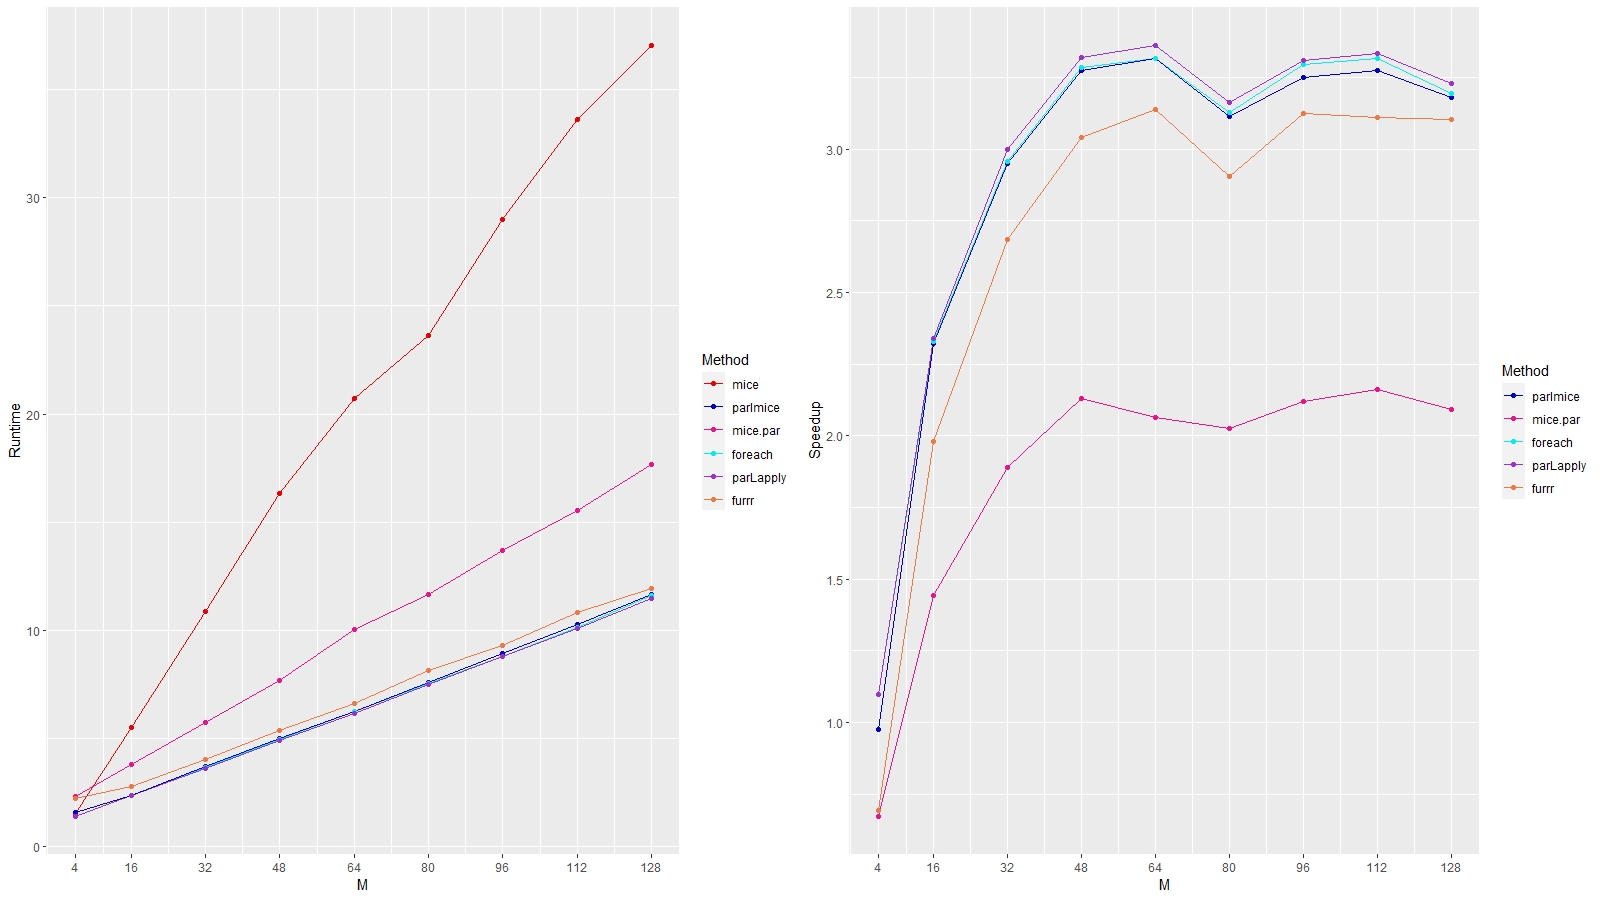 Runtime
30
20
10
0
4 16 32 48 64 80 96 112 128
M
Method
mice
parlmice
mice.par
foreach
parLapply
furrr
Speedup
3.0
2.5
2.0
1.5
1.0
4 16 32 48 64 80 96 112 128
M
Method
parlmice
mice.par
foreach
parLapply
furrr